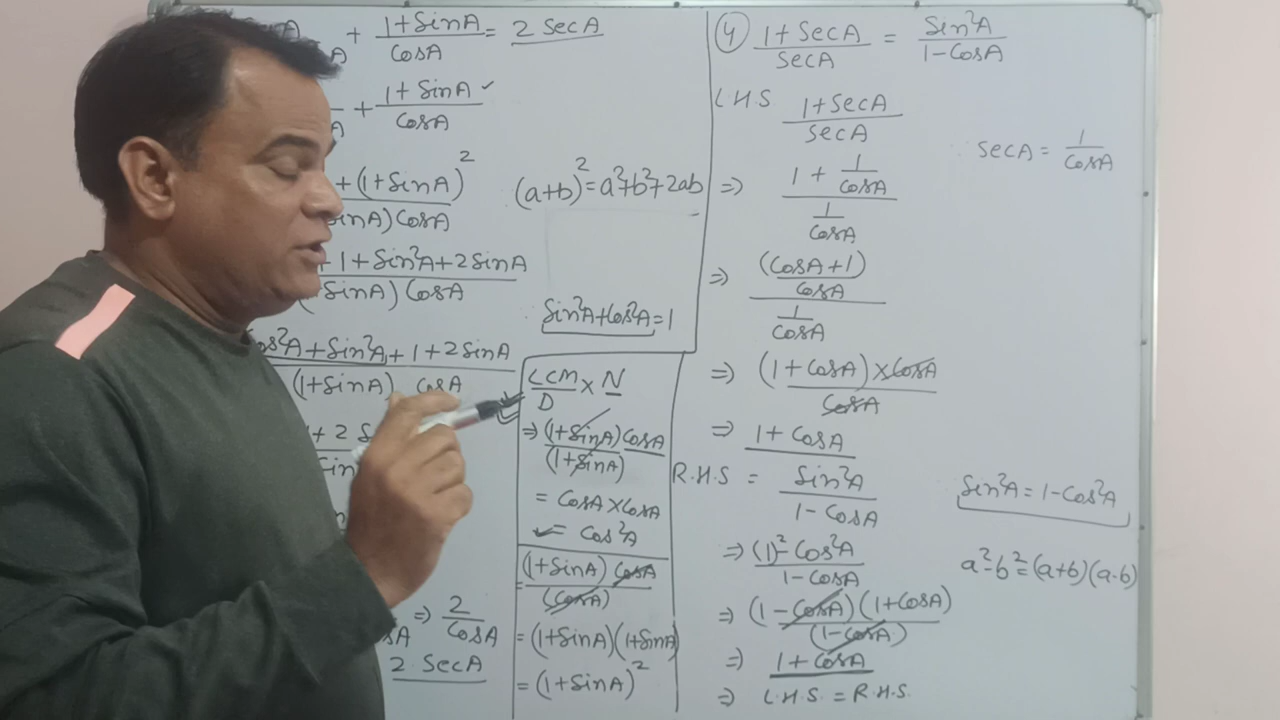 + 1+SinA/CosA = 2 SecA
+ 1+SinA/CosA ✓
+(1+SinA)²/SinA)CosA
(a+b)²=a²+b²+2ab
+1+Sin²A+2SinA/SinA) CosA
Sin²A+Cos²A=1
os²A+Sin²A+1+2SinA/(1+SinA) CosA
+2
⇒ 2/CosA
2 SecA
LCM/D × N
⇒ (1+SinA)CosA/(1+SinA)
= CosA×CosA
✓= Cos²A
= (1+SinA) CosA/(CosA)
= (1+SinA)(1+SinA)
= (1+SinA)²
④ 1+SecA/SecA = Sin²A/1-CosA
L.H.S 1+SecA/SecA
SecA = 1/CosA
⇒ 1+1/CosA/1/CosA
⇒ (CosA+1)/CosA/1/CosA
⇒ (1+CosA)×CosA/CosA
⇒ 1+CosA
R.H.S = Sin²A/1-CosA
Sin²A=1-Cos²A
⇒ (1)²-Cos²A/1-CosA
a²-b²=(a+b)(a-b)
⇒ (1-CosA)(1+CosA)/(1-CosA)
⇒ 1+CosA
⇒ L.H.S.=R.H.S.